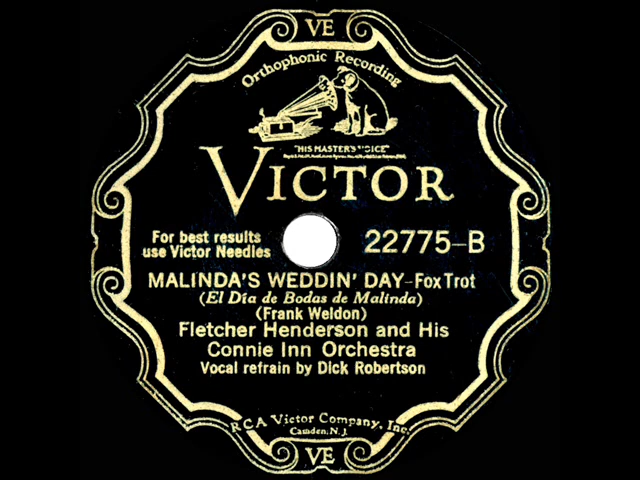 VE
Orthophonic Recording
"HIS MASTER'S VOICE"
VICTOR
For best results
use Victor Needles
22775-B
MALINDA'S WEDDIN' DAY-Fox Trot
(El Día de Bodas de Malinda)
(Frank Weldon)
Fletcher Henderson and His
Connie Inn Orchestra
Vocal refrain by Dick Robertson
RCA Victor Company, Inc.
Camden, N. J.
VE